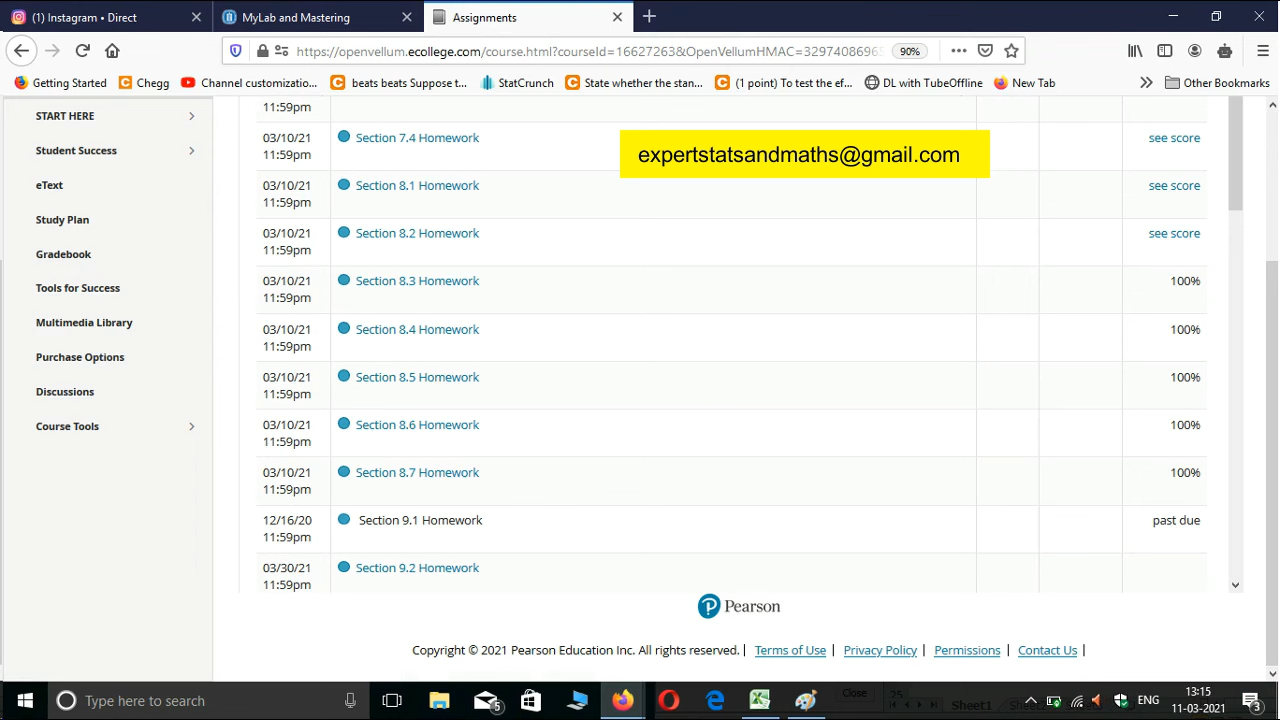 (1) Instagram • Direct
MyLab and Mastering
Assignments
https://openvellum.ecollege.com/course.html?courseId=16627263&OpenVellumHMAC=32974086965
90%
Getting Started
Chegg
Channel customizatio...
beats beats Suppose t...
StatCrunch
State whether the stan...
(1 point) To test the ef...
DL with TubeOffline
New Tab
Other Bookmarks
START HERE
Student Success
eText
Study Plan
Gradebook
Tools for Success
Multimedia Library
Purchase Options
Discussions
Course Tools
11:59pm
03/10/21 Section 7.4 Homework see score
11:59pm
expertstatsandmaths@gmail.com
03/10/21 Section 8.1 Homework see score
11:59pm
03/10/21 Section 8.2 Homework see score
11:59pm
03/10/21 Section 8.3 Homework 100%
11:59pm
03/10/21 Section 8.4 Homework 100%
11:59pm
03/10/21 Section 8.5 Homework 100%
11:59pm
03/10/21 Section 8.6 Homework 100%
11:59pm
03/10/21 Section 8.7 Homework 100%
11:59pm
12/16/20 Section 9.1 Homework past due
11:59pm
03/30/21 Section 9.2 Homework
11:59pm
Pearson
Copyright © 2021 Pearson Education Inc. All rights reserved. | Terms of Use | Privacy Policy | Permissions | Contact Us |
Type here to search
5
Close
25
Sheet1
ENG
13:15
11-03-2021
3